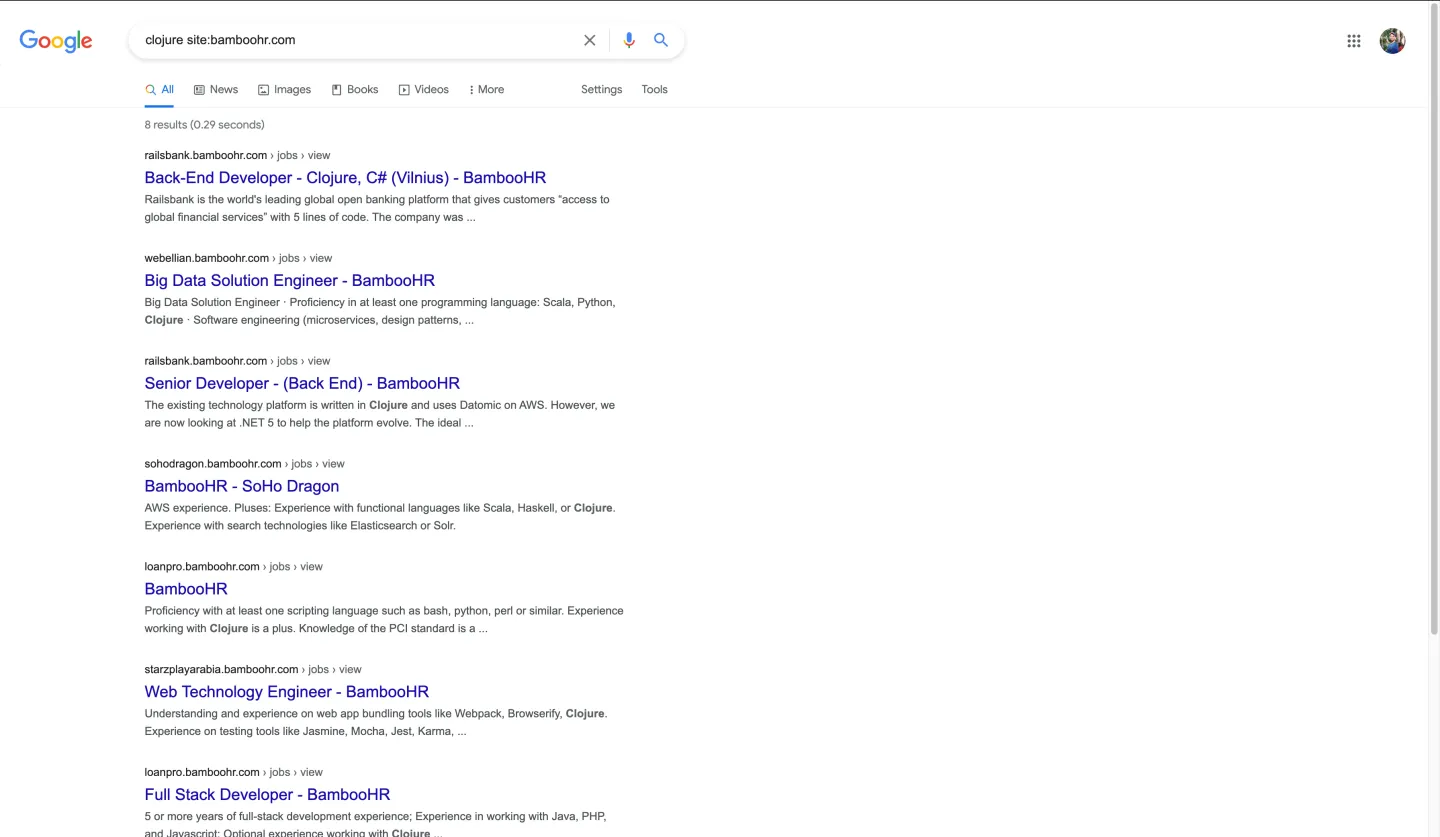 Google
clojure site:bamboohr.com
All News Images Books Videos More Settings Tools
8 results (0.29 seconds)
railsbank.bamboohr.com › jobs › view
Back-End Developer - Clojure, C# (Vilnius) - BambooHR
Railsbank is the world's leading global open banking platform that gives customers "access to
global financial services" with 5 lines of code. The company was ...
webellian.bamboohr.com › jobs › view
Big Data Solution Engineer - BambooHR
Big Data Solution Engineer · Proficiency in at least one programming language: Scala, Python,
Clojure · Software engineering (microservices, design patterns, ...
railsbank.bamboohr.com › jobs › view
Senior Developer - (Back End) - BambooHR
The existing technology platform is written in Clojure and uses Datomic on AWS. However, we
are now looking at .NET 5 to help the platform evolve. The ideal ...
sohodragon.bamboohr.com › jobs › view
BambooHR - SoHo Dragon
AWS experience. Pluses: Experience with functional languages like Scala, Haskell, or Clojure.
Experience with search technologies like Elasticsearch or Solr.
loanpro.bamboohr.com › jobs › view
BambooHR
Proficiency with at least one scripting language such as bash, python, perl or similar. Experience
working with Clojure is a plus. Knowledge of the PCI standard is a ...
starzplayarabia.bamboohr.com › jobs › view
Web Technology Engineer - BambooHR
Understanding and experience on web app bundling tools like Webpack, Browserify, Clojure.
Experience on testing tools like Jasmine, Mocha, Jest, Karma, ...
loanpro.bamboohr.com › jobs › view
Full Stack Developer - BambooHR
5 or more years of full-stack development experience; Experience in working with Java, PHP,
and Javascript; Optional experience working with Clojure ...